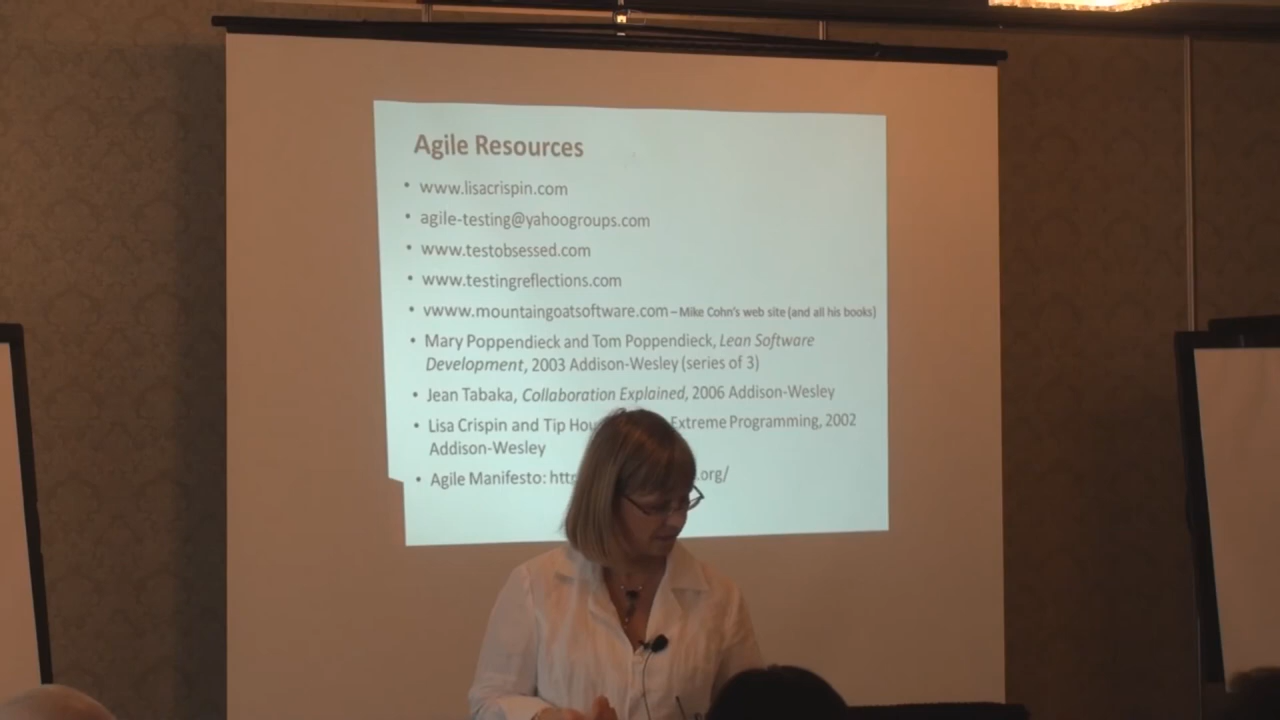 Agile Resources
• www.lisacrispin.com
• agile-testing@yahoogroups.com
• www.testobsessed.com
• www.testingreflections.com
• vwww.mountaingoatsoftware.com – Mike Cohn's web site (and all his books)
• Mary Poppendieck and Tom Poppendieck, Lean Software
Development, 2003 Addison-Wesley (series of 3)
• Jean Tabaka, Collaboration Explained, 2006 Addison-Wesley
• Lisa Crispin and Tip Extreme Programming, 2002
Addison-Wesley
• Agile Manifesto: .org/